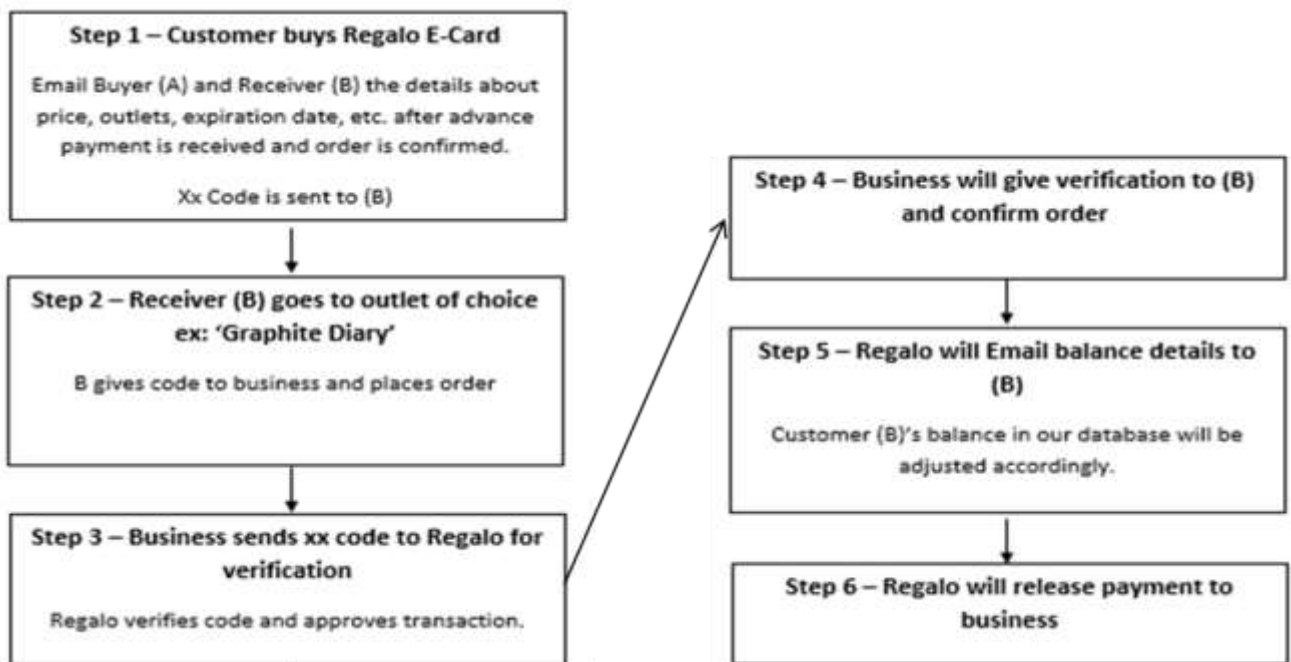 Step 1 – Customer buys Regalo E-Card
Email Buyer (A) and Receiver (B) the details about
price, outlets, expiration date, etc. after advance
payment is received and order is confirmed.
Xx Code is sent to (B)
Step 2 – Receiver (B) goes to outlet of choice
ex: ‘Graphite Diary’
B gives code to business and places order
Step 3 – Business sends xx code to Regalo for
verification
Regalo verifies code and approves transaction.
Step 4 – Business will give verification to (B)
and confirm order
Step 5 – Regalo will Email balance details to
(B)
Customer (B)’s balance in our database will be
adjusted accordingly.
Step 6 – Regalo will release payment to
business